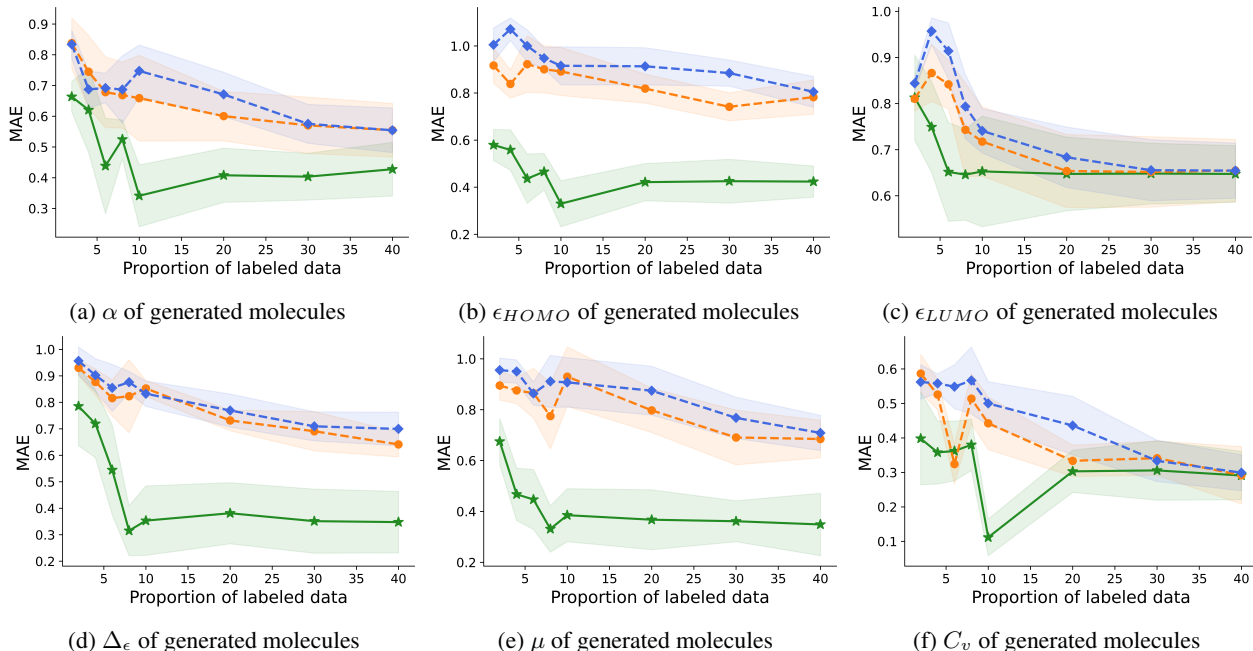 0.9
0.8
0.7
0.6
0.5
0.4
0.3
MAE
5 10 15 20 25 30 35 40
Proportion of labeled data
(a) α of generated molecules
1.0
0.8
0.6
0.4
0.2
MAE
5 10 15 20 25 30 35 40
Proportion of labeled data
(b) ϵ_HOMO of generated molecules
1.0
0.9
0.8
0.7
0.6
MAE
5 10 15 20 25 30 35 40
Proportion of labeled data
(c) ϵ_LUMO of generated molecules
1.0
0.9
0.8
0.7
0.6
0.5
0.4
0.3
0.2
MAE
5 10 15 20 25 30 35 40
Proportion of labeled data
(d) Δ_ϵ of generated molecules
1.0
0.8
0.6
0.4
0.2
MAE
5 10 15 20 25 30 35 40
Proportion of labeled data
(e) μ of generated molecules
0.6
0.5
0.4
0.3
0.2
0.1
MAE
5 10 15 20 25 30 35 40
Proportion of labeled data
(f) C_v of generated molecules